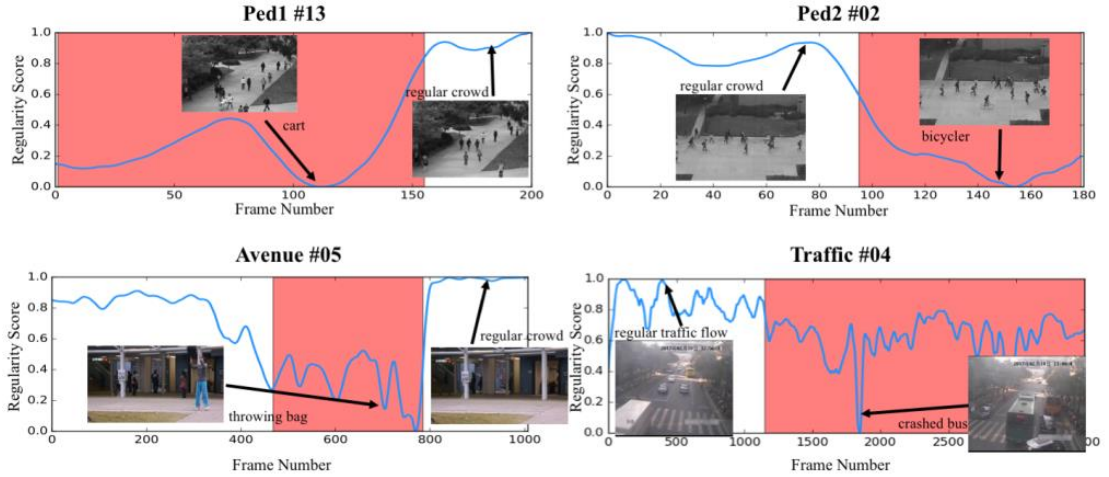 Ped1 #13
Regularity Score
1.0
0.8
0.6
0.4
0.2
0.0
cart
regular crowd
0 50 100 150 200
Frame Number
Ped2 #02
Regularity Score
1.0
0.8
0.6
0.4
0.2
0.0
regular crowd
bicycler
0 20 40 60 80 100 120 140 160 180
Frame Number
Avenue #05
Regularity Score
1.0
0.8
0.6
0.4
0.2
0.0
throwing bag
regular crowd
0 200 400 600 800 1000
Frame Number
Traffic #04
Regularity Score
1.0
0.8
0.6
0.4
0.2
0.0
regular traffic flow
crashed bus
500 1000 1500 2000
Frame Number